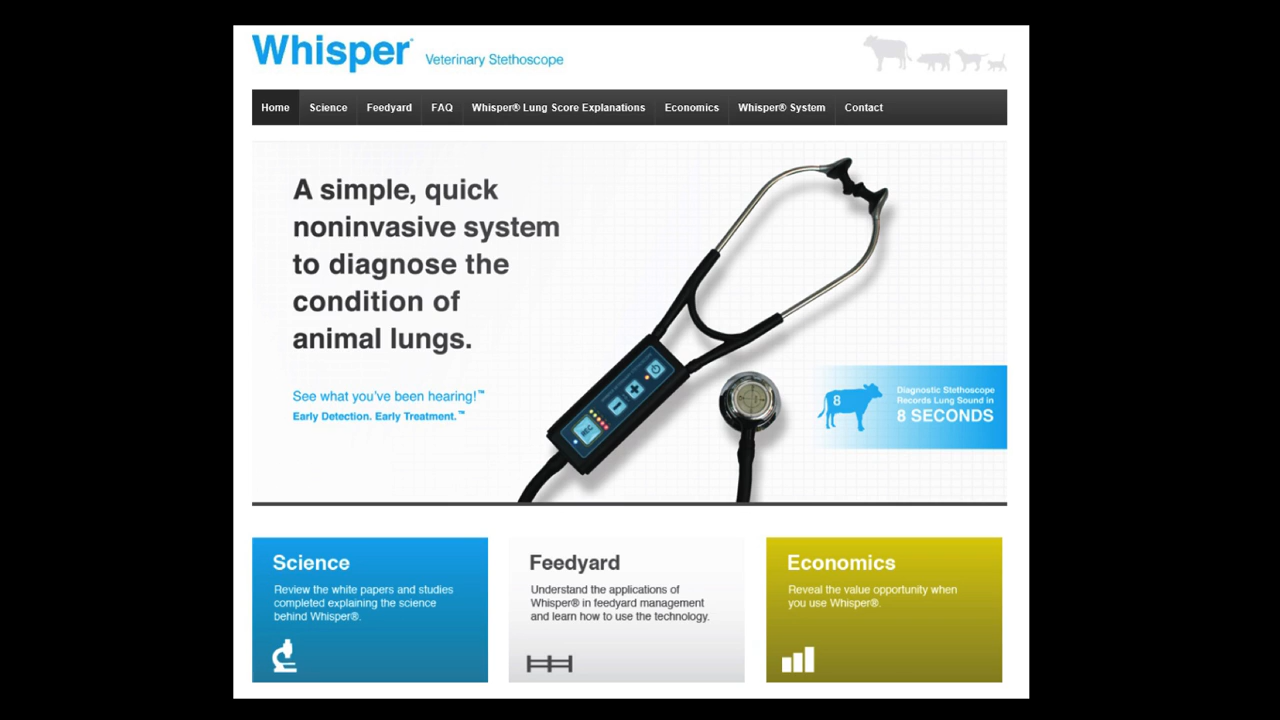 Whisper®
Veterinary Stethoscope
Home Science Feedyard FAQ Whisper® Lung Score Explanations Economics Whisper® System Contact
A simple, quick
noninvasive system
to diagnose the
condition of
animal lungs.
See what you've been hearing!™
Early Detection. Early Treatment.™
REC
8
Diagnostic Stethoscope
Records Lung Sound in
8 SECONDS
Science
Review the white papers and studies
completed explaining the science
behind Whisper®.
Feedyard
Understand the applications of
Whisper® in feedyard management
and learn how to use the technology.
Economics
Reveal the value opportunity when
you use Whisper®.